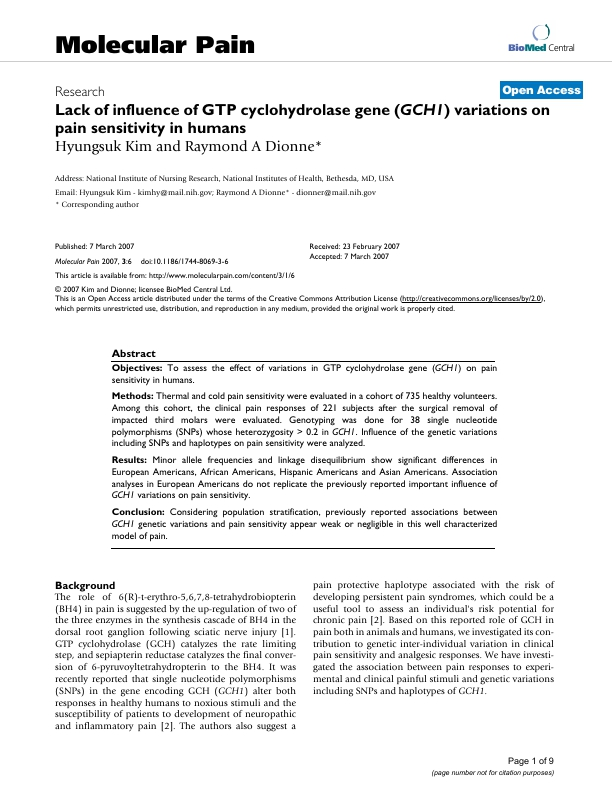 Molecular Pain
BioMed Central
Research
Open Access
Lack of influence of GTP cyclohydrolase gene (GCH1) variations on
pain sensitivity in humans
Hyungsuk Kim and Raymond A Dionne*
Address: National Institute of Nursing Research, National Institutes of Health, Bethesda, MD, USA
Email: Hyungsuk Kim - kimhy@mail.nih.gov; Raymond A Dionne* - dionner@mail.nih.gov
* Corresponding author
Published: 7 March 2007
Molecular Pain 2007, 3:6 doi:10.1186/1744-8069-3-6
Received: 23 February 2007
Accepted: 7 March 2007
This article is available from: http://www.molecularpain.com/content/3/1/6
© 2007 Kim and Dionne; licensee BioMed Central Ltd.
This is an Open Access article distributed under the terms of the Creative Commons Attribution License (http://creativecommons.org/licenses/by/2.0),
which permits unrestricted use, distribution, and reproduction in any medium, provided the original work is properly cited.
Abstract
Objectives: To assess the effect of variations in GTP cyclohydrolase gene (GCH1) on pain
sensitivity in humans.
Methods: Thermal and cold pain sensitivity were evaluated in a cohort of 735 healthy volunteers.
Among this cohort, the clinical pain responses of 221 subjects after the surgical removal of
impacted third molars were evaluated. Genotyping was done for 38 single nucleotide
polymorphisms (SNPs) whose heterozygosity > 0.2 in GCH1. Influence of the genetic variations
including SNPs and haplotypes on pain sensitivity were analyzed.
Results: Minor allele frequencies and linkage disequilibrium show significant differences in
European Americans, African Americans, Hispanic Americans and Asian Americans. Association
analyses in European Americans do not replicate the previously reported important influence of
GCH1 variations on pain sensitivity.
Conclusion: Considering population stratification, previously reported associations between
GCH1 genetic variations and pain sensitivity appear weak or negligible in this well characterized
model of pain.
Background
The role of 6(R)-t-erythro-5,6,7,8-tetrahydrobiopterin
(BH4) in pain is suggested by the up-regulation of two of
the three enzymes in the synthesis cascade of BH4 in the
dorsal root ganglion following sciatic nerve injury [1].
GTP cyclohydrolase (GCH) catalyzes the rate limiting
step, and sepiapterin reductase catalyzes the final conver-
sion of 6-pyruvoyltetrahydropterin to the BH4. It was
recently reported that single nucleotide polymorphisms
(SNPs) in the gene encoding GCH (GCH1) alter both
responses in healthy humans to noxious stimuli and the
susceptibility of patients to development of neuropathic
and inflammatory pain [2]. The authors also suggest a
pain protective haplotype associated with the risk of
developing persistent pain syndromes, which could be a
useful tool to assess an individual's risk potential for
chronic pain [2]. Based on this reported role of GCH in
pain both in animals and humans, we investigated its con-
tribution to genetic inter-individual variation in clinical
pain sensitivity and analgesic responses. We have investi-
gated the association between pain responses to experi-
mental and clinical painful stimuli and genetic variations
including SNPs and haplotypes of GCH1.
Page 1 of 9
(page number not for citation purposes)